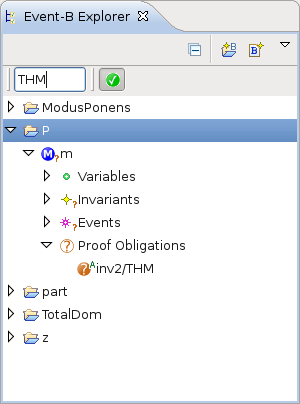 Event-B Explorer
THM
ModusPonens
P
m
Variables
Invariants
Events
Proof Obligations
A inv2/THM
part
TotalDom
z